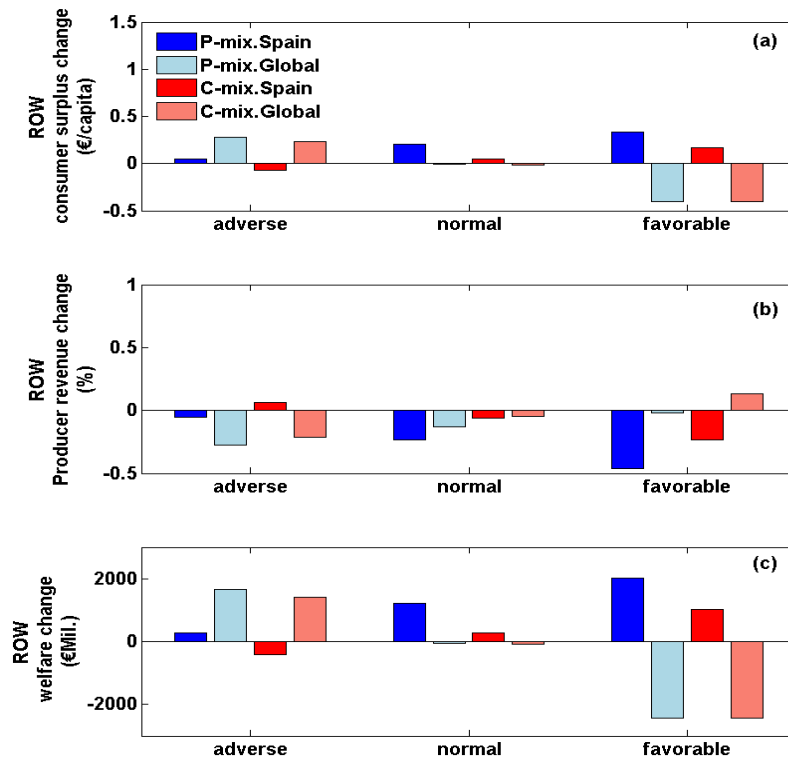 ROW
consumer surplus change
(€/capita)
1.5
1
0.5
0
-0.5
P-mix.Spain
P-mix.Global
C-mix.Spain
C-mix.Global
(a)
adverse normal favorable
ROW
Producer revenue change
(%)
1
0.5
0
-0.5
(b)
adverse normal favorable
ROW
welfare change
(€Mil.)
2000
0
-2000
(c)
adverse normal favorable